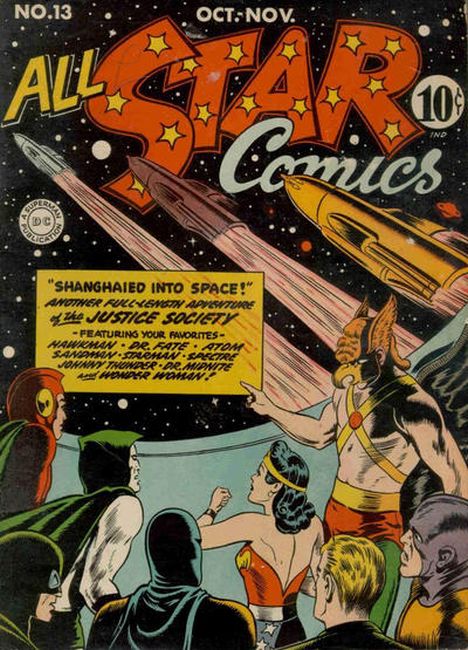 NO.13
OCT.-NOV.
ALL STAR
Comics
10¢
IND
A SUPERMAN
DC
PUBLICATION
"SHANGHAIED INTO SPACE!"
ANOTHER FULL-LENGTH ADVENTURE
of the JUSTICE SOCIETY
- FEATURING YOUR FAVORITES -
HAWKMAN · DR. FATE · ATOM
SANDMAN · STARMAN · SPECTRE
JOHNNY THUNDER · DR. MIDNITE
and WONDER WOMAN!